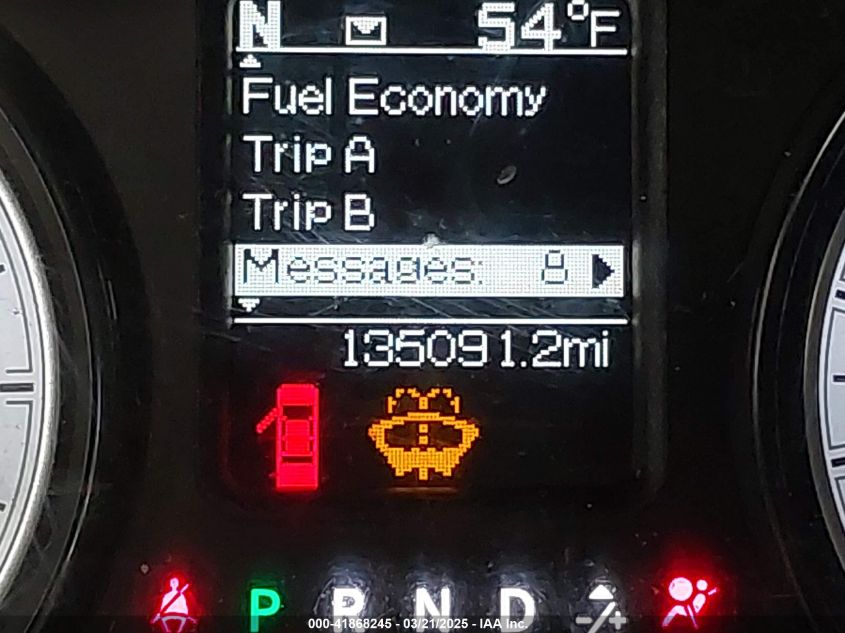 N 54°F
Fuel Economy
Trip A
Trip B
Messages: 8
135091.2mi
P R N D -/+
000-41868245 - 03/21/2025 - IAA Inc.